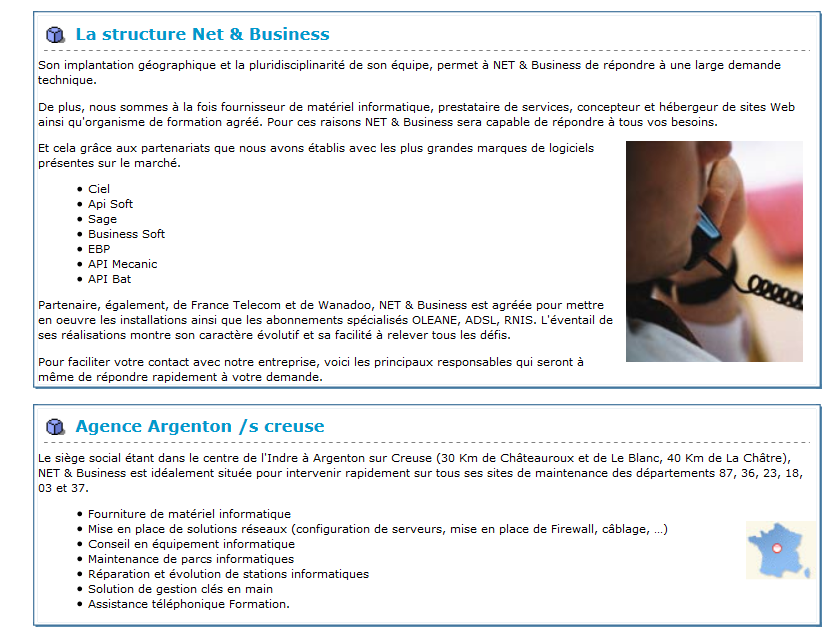 La structure Net & Business
Son implantation géographique et la pluridisciplinarité de son équipe, permet à NET & Business de répondre à une large demande
technique.
De plus, nous sommes à la fois fournisseur de matériel informatique, prestataire de services, concepteur et hébergeur de sites Web
ainsi qu'organisme de formation agréé. Pour ces raisons NET & Business sera capable de répondre à tous vos besoins.
Et cela grâce aux partenariats que nous avons établis avec les plus grandes marques de logiciels
présentes sur le marché.
• Ciel
• Api Soft
• Sage
• Business Soft
• EBP
• API Mecanic
• API Bat
Partenaire, également, de France Telecom et de Wanadoo, NET & Business est agréée pour mettre
en oeuvre les installations ainsi que les abonnements spécialisés OLEANE, ADSL, RNIS. L'éventail de
ses réalisations montre son caractère évolutif et sa facilité à relever tous les défis.
Pour faciliter votre contact avec notre entreprise, voici les principaux responsables qui seront à
même de répondre rapidement à votre demande.
Agence Argenton /s creuse
Le siège social étant dans le centre de l'Indre à Argenton sur Creuse (30 Km de Châteauroux et de Le Blanc, 40 Km de La Châtre),
NET & Business est idéalement située pour intervenir rapidement sur tous ses sites de maintenance des départements 87, 36, 23, 18,
03 et 37.
• Fourniture de matériel informatique
• Mise en place de solutions réseaux (configuration de serveurs, mise en place de Firewall, câblage, ...)
• Conseil en équipement informatique
• Maintenance de parcs informatiques
• Réparation et évolution de stations informatiques
• Solution de gestion clés en main
• Assistance téléphonique Formation.